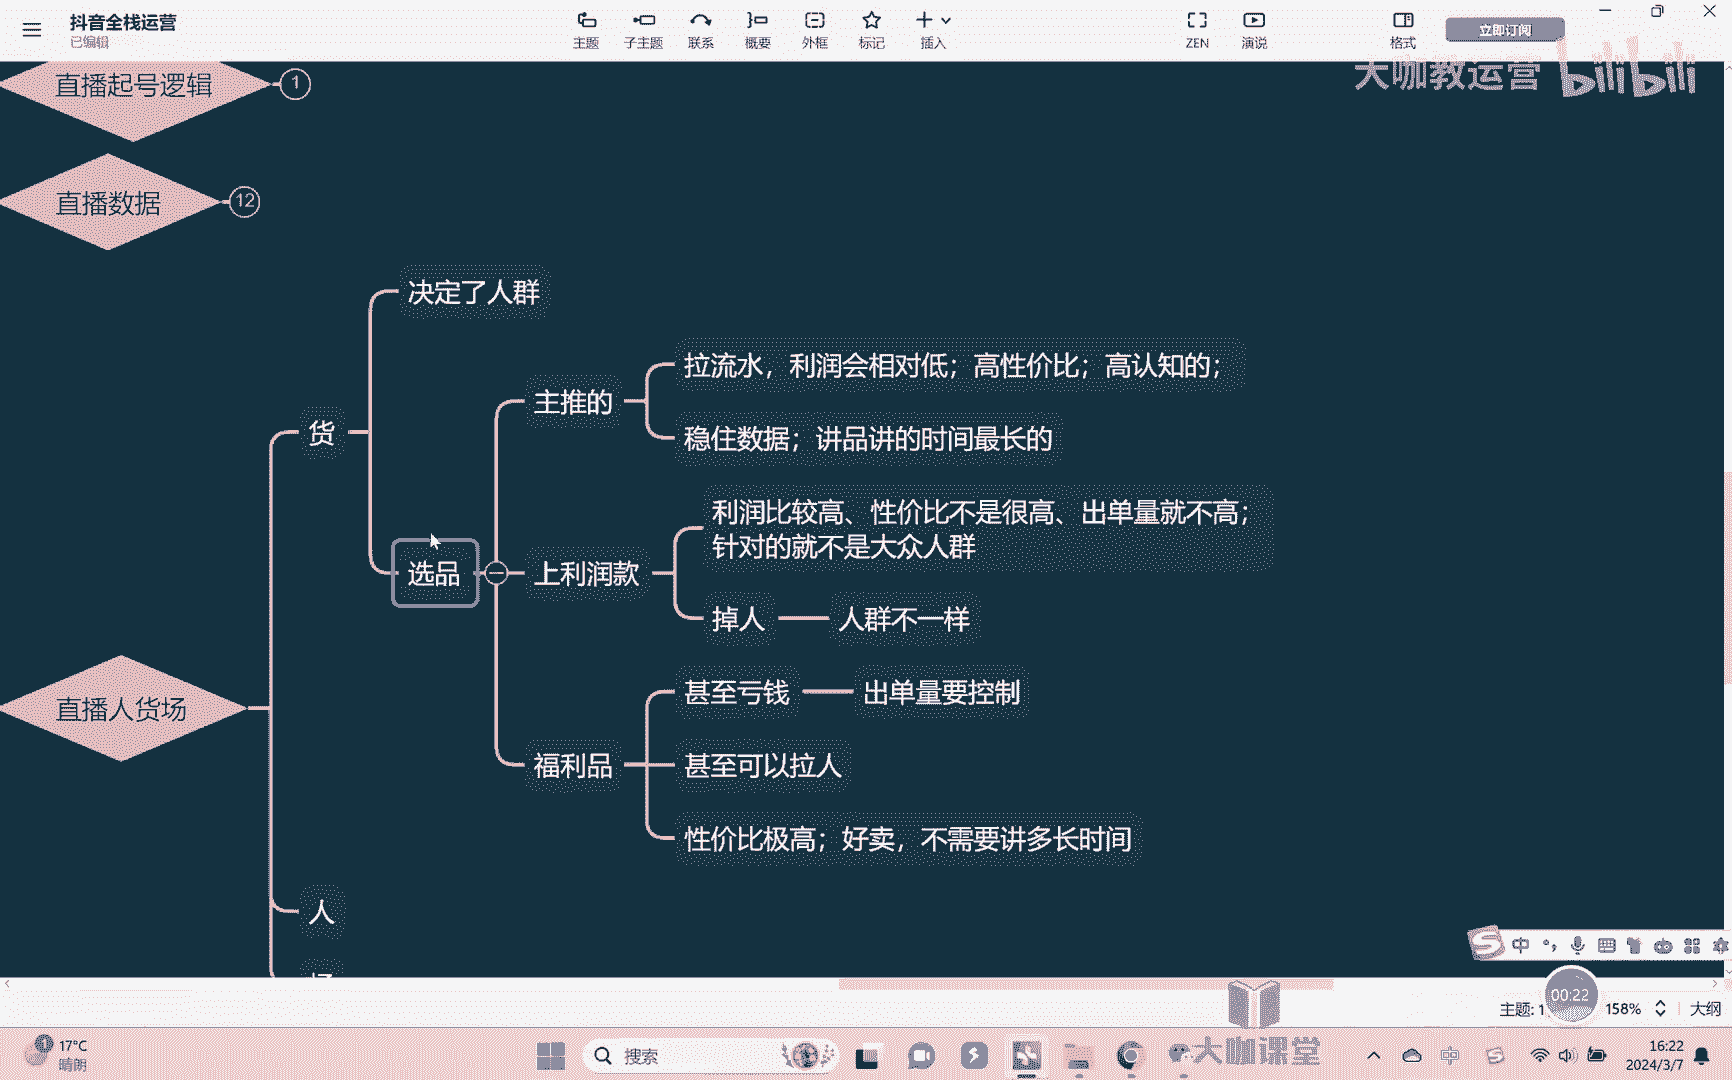 抖音全栈运营
已编辑
主题
子主题
联系
概要
外框
标记
插入
ZEN
演说
格式
立即订阅
大咖教运营
bilibili
直播起号逻辑
1
直播数据
12
决定了人群
主推的
拉流水，利润会相对低；高性价比；高认知的；
稳住数据；讲品讲的时间最长的
货
选品
上利润款
利润比较高、性价比不是很高、出单量就不高；
针对的就不是大众人群
掉人
人群不一样
直播人货场
福利品
甚至亏钱
出单量要控制
甚至可以拉人
性价比极高；好卖，不需要讲多长时间
人
中
00:22
主题: 1
158%
大纲
1
17°C
晴朗
搜索
大咖课堂
中
16:22
2024/3/7